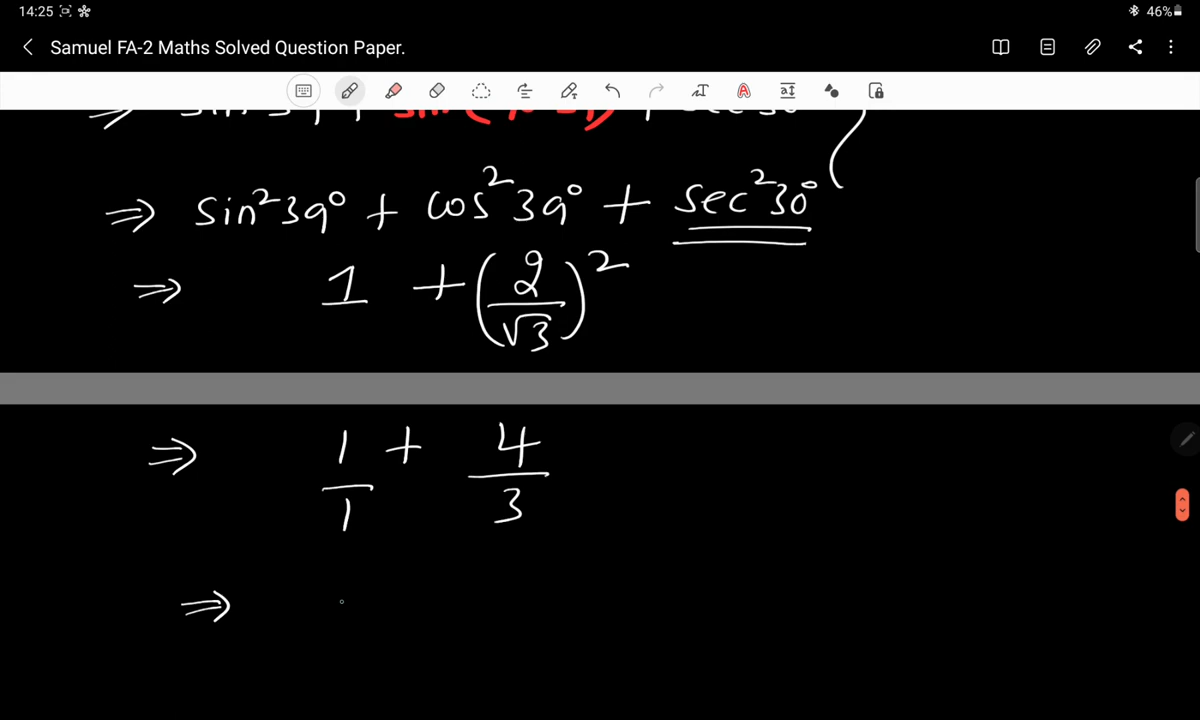 14:25 46%
Samuel FA-2 Maths Solved Question Paper.
⇒ sin²39° + cos²39° + sec²30°
⇒ 1 + (2/√3)²
⇒ 1/1 + 4/3
⇒